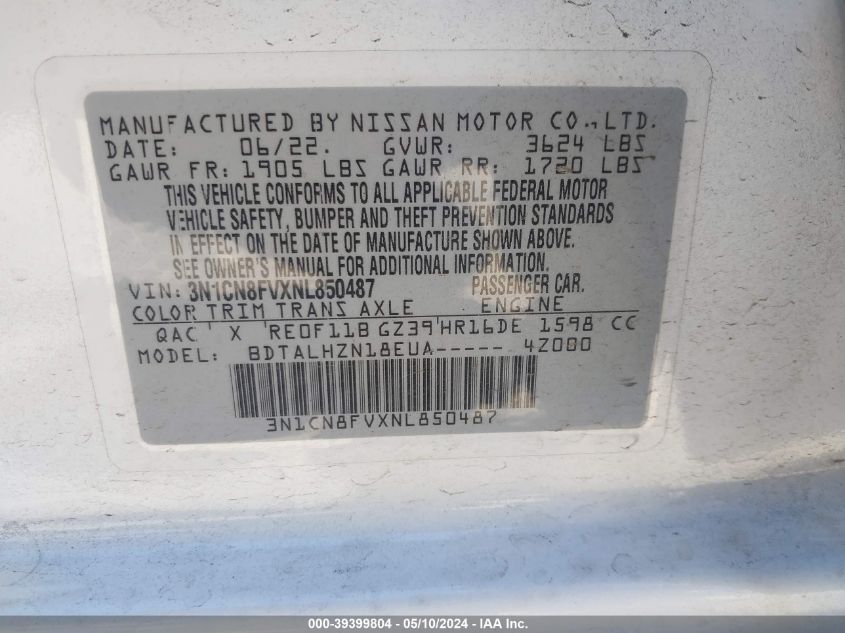 MANUFACTURED BY NISSAN MOTOR CO., LTD.
DATE: 06/22. GVWR: 3624 LBS
GAWR FR: 1905 LBS GAWR RR: 1720 LBS
THIS VEHICLE CONFORMS TO ALL APPLICABLE FEDERAL MOTOR
VEHICLE SAFETY, BUMPER AND THEFT PREVENTION STANDARDS
IN EFFECT ON THE DATE OF MANUFACTURE SHOWN ABOVE.
SEE OWN'S MANUAL FOR ADDITIONAL INFORMATION.
VIN: 3N1CN8FVXNL850487 PASSENGER CAR.
COLOR TRIM TRANS AXLE ENGINE
QAC X RE0F11B GZ39 HR16DE 1598 CC
MODEL: BDTALHZN18EUA----- 4Z080
3N1CN8FVXNL850487
000-39399804 — 05/10/2024 — IAA Inc.